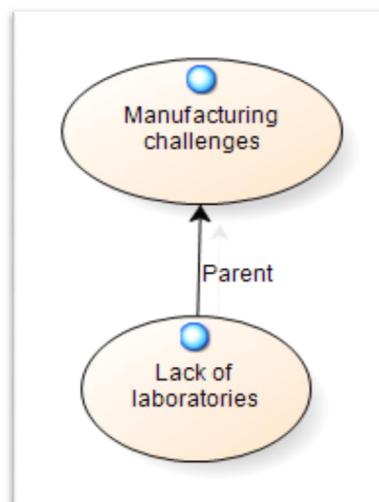 Manufacturing
challenges
Parent
Lack of
laboratories